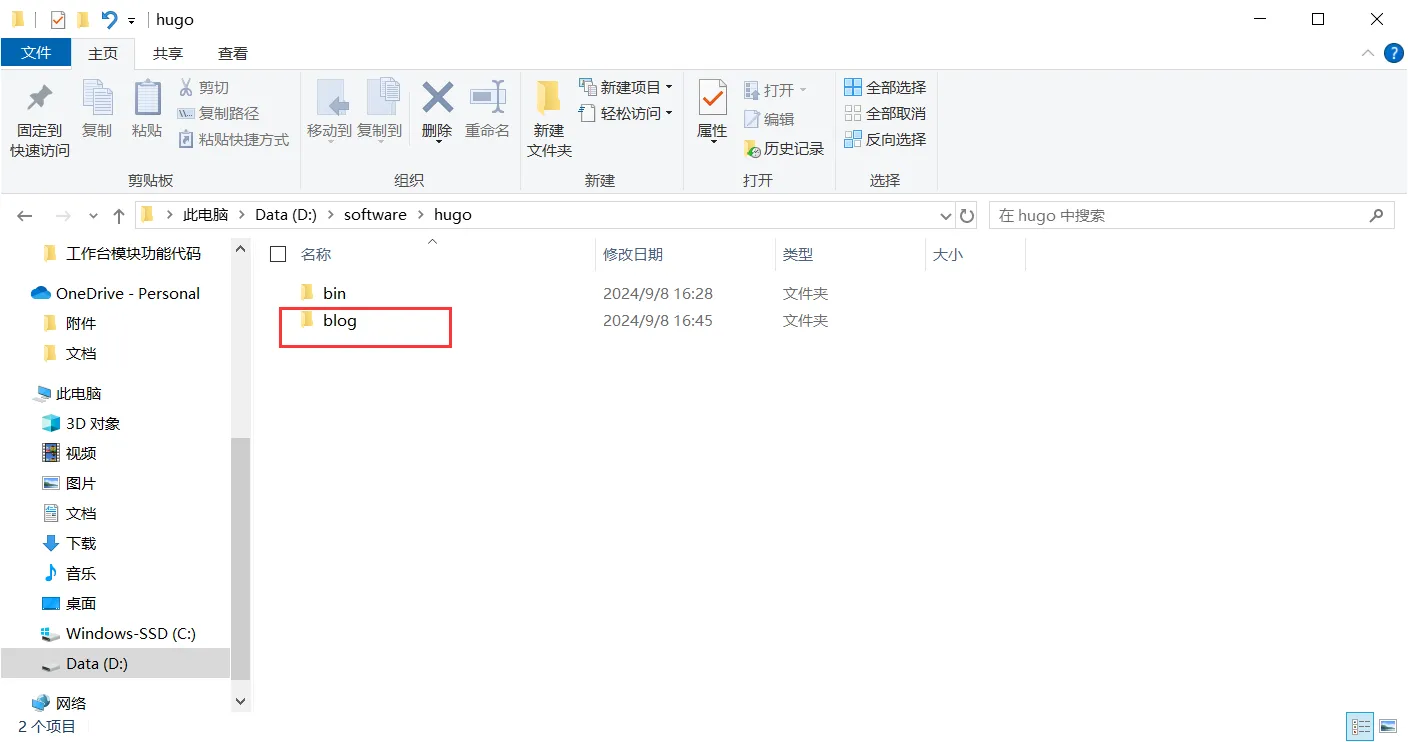 hugo
文件 主页 共享 查看
固定到
快速访问
复制
粘贴
剪切
复制路径
粘贴快捷方式
剪贴板
移动到
复制到
删除
重命名
组织
新建
文件夹
新建项目
轻松访问
新建
属性
打开
编辑
历史记录
打开
全部选择
全部取消
反向选择
选择
此电脑 > Data (D:) > software > hugo
在 hugo 中搜索
工作台模块功能代码
OneDrive - Personal
附件
文档
此电脑
3D 对象
视频
图片
文档
下载
音乐
桌面
Windows-SSD (C:)
Data (D:)
网络
名称 修改日期 类型 大小
bin 2024/9/8 16:28 文件夹
blog 2024/9/8 16:45 文件夹
2 个项目